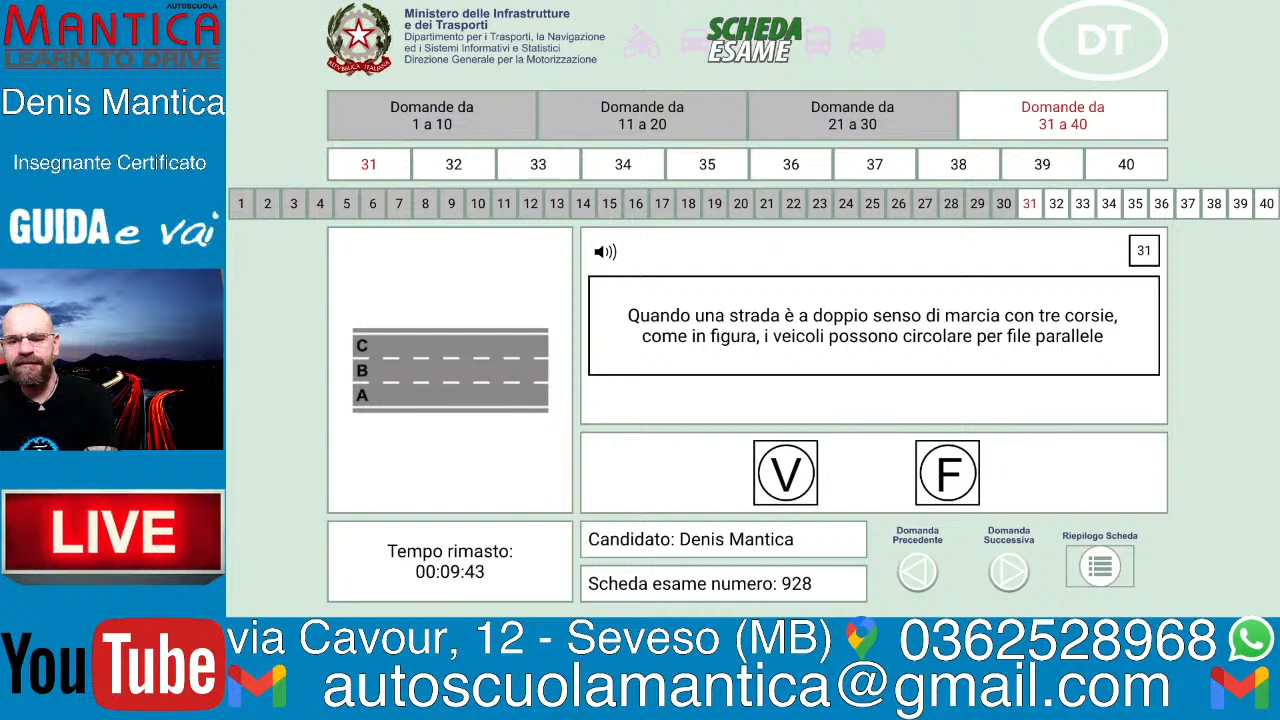 AUTOSCUOLA
MANTICA
LEARN TO DRIVE
Denis Mantica
Insegnante Certificato
GUIDA e vai
LIVE
You Tube
Ministero delle Infrastrutture
e dei Trasporti
Dipartimento per i Trasporti, la Navigazione
ed i Sistemi Informativi e Statistici
Direzione Generale per la Motorizzazione
REPVBBLICA ITALIANA
SCHEDA
ESAME
DT
Domande da
1 a 10
Domande da
11 a 20
Domande da
21 a 30
Domande da
31 a 40
31 32 33 34 35 36 37 38 39 40
1 2 3 4 5 6 7 8 9 10 11 12 13 14 15 16 17 18 19 20 21 22 23 24 25 26 27 28 29 30 31 32 33 34 35 36 37 38 39 40
C
B
A
31
Quando una strada è a doppio senso di marcia con tre corsie,
come in figura, i veicoli possono circolare per file parallele
V F
Tempo rimasto:
00:09:43
Candidato: Denis Mantica
Scheda esame numero: 928
Domanda
Precedente
Domanda
Successiva
Riepilogo Scheda
via Cavour, 12 - Seveso (MB) 0362528968
autoscuolamantica@gmail.com